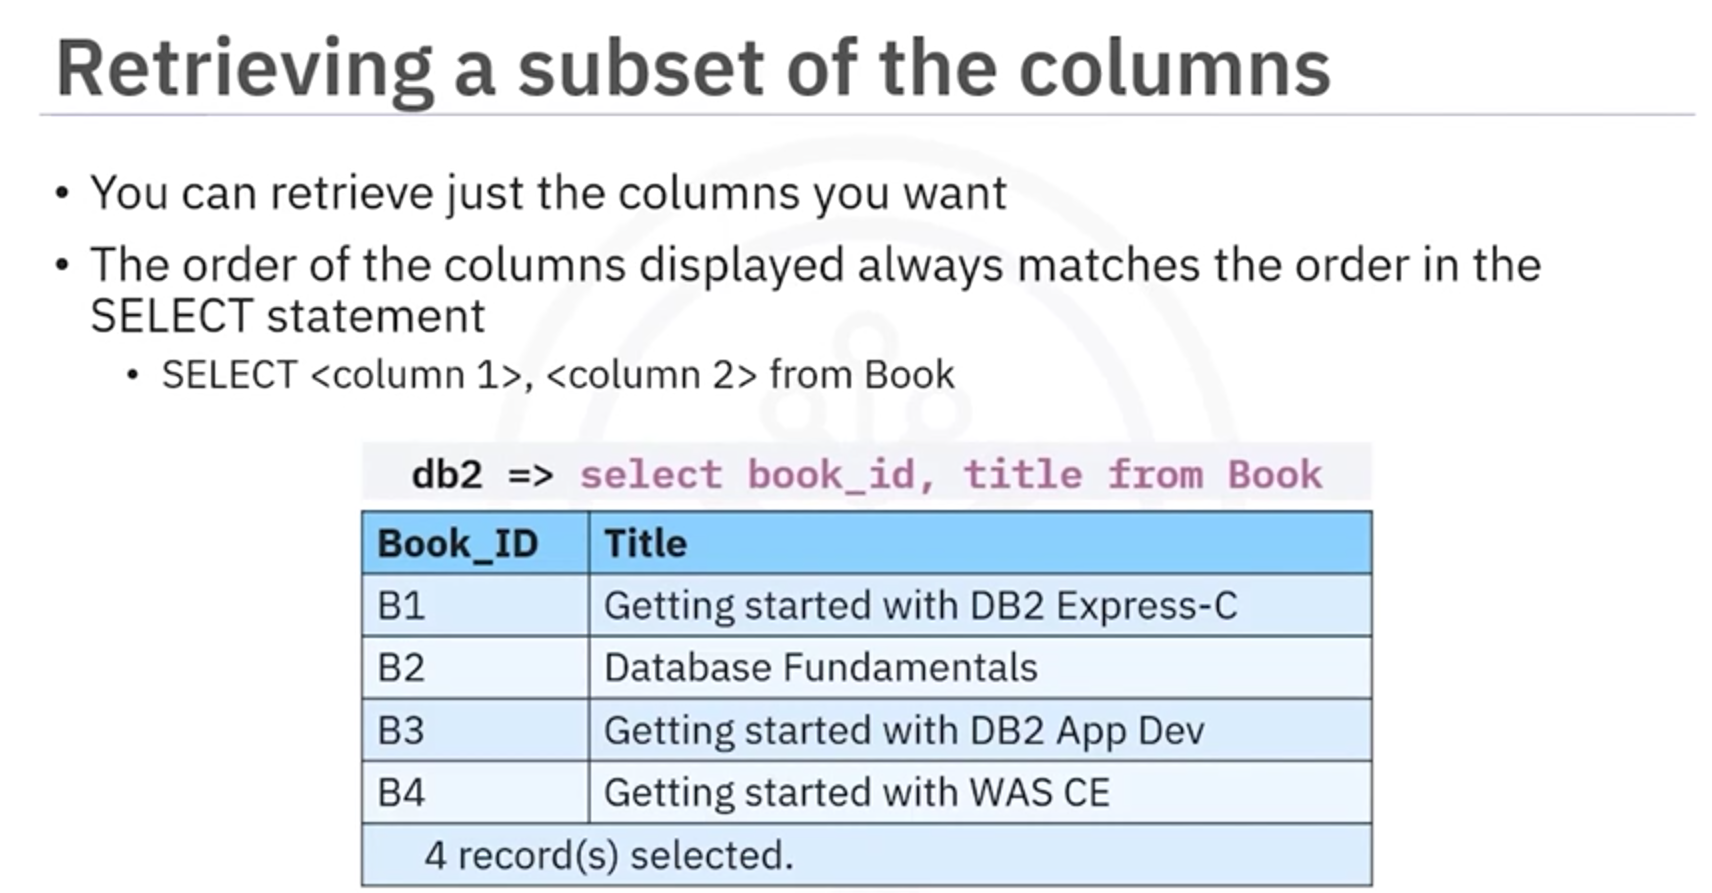 Retrieving a subset of the columns
• You can retrieve just the columns you want
• The order of the columns displayed always matches the order in the
SELECT statement
• SELECT <column 1>, <column 2> from Book
db2 => select book_id, title from Book
Book_ID Title
B1 Getting started with DB2 Express-C
B2 Database Fundamentals
B3 Getting started with DB2 App Dev
B4 Getting started with WAS CE
4 record(s) selected.